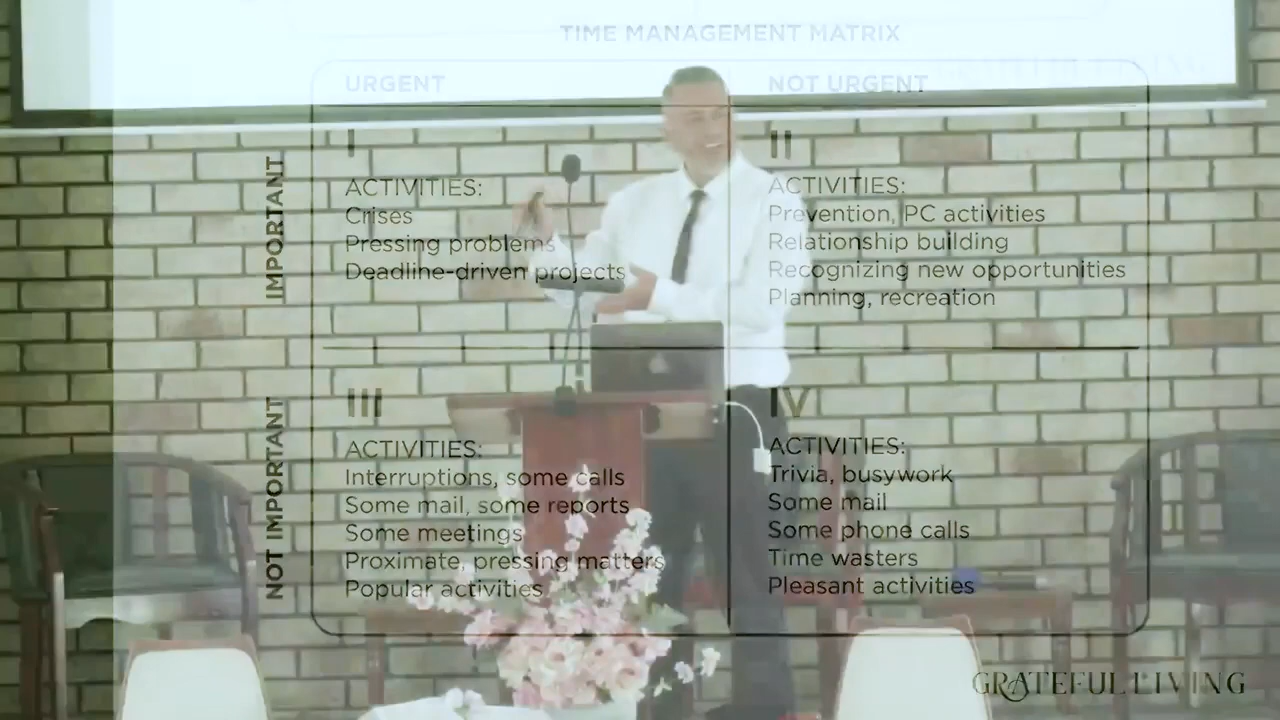 TIME MANAGEMENT MATRIX
URGENT
NOT URGENT
IMPORTANT
I
ACTIVITIES:
Crises
Pressing problems
Deadline-driven projects
II
ACTIVITIES:
Prevention, PC activities
Relationship building
Recognizing new opportunities
Planning, recreation
NOT IMPORTANT
III
ACTIVITIES:
Interruptions, some calls
Some mail, some reports
Some meetings
Proximate, pressing matters
Popular activities
IV
ACTIVITIES:
Trivia, busywork
Some mail
Some phone calls
Time wasters
Pleasant activities
GRATEFUL LIVING